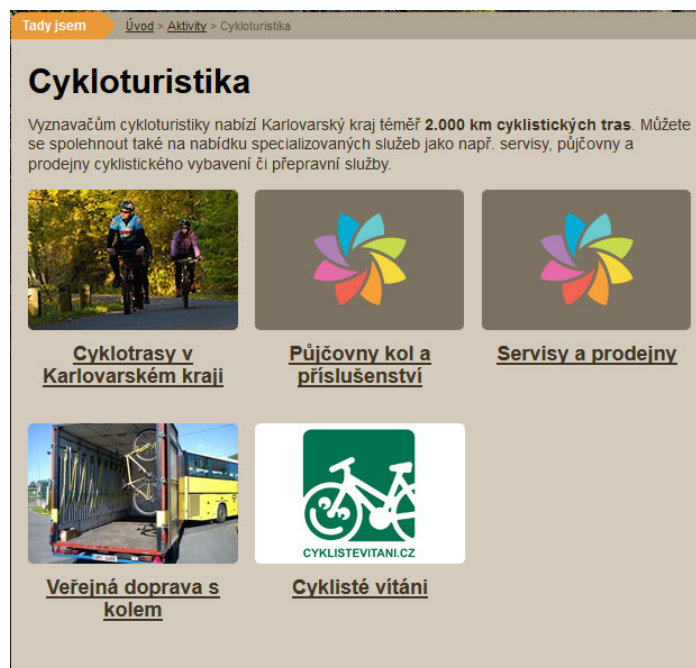 Tady jsem
Úvod > Aktivity > Cykloturistika
Cykloturistika
Vyznavačům cykloturistiky nabízí Karlovarský kraj téměř 2.000 km cyklistických tras. Můžete
se spolehnout také na nabídku specializovaných služeb jako např. servisy, půjčovny a
prodejny cyklistického vybavení či přepravní služby.
Cyklotrasy v
Karlovarském kraji
Půjčovny kol a
příslušenství
Servisy a prodejny
CYKLISTEVITANI.CZ
Veřejná doprava s
kolem
Cyklisté vítáni